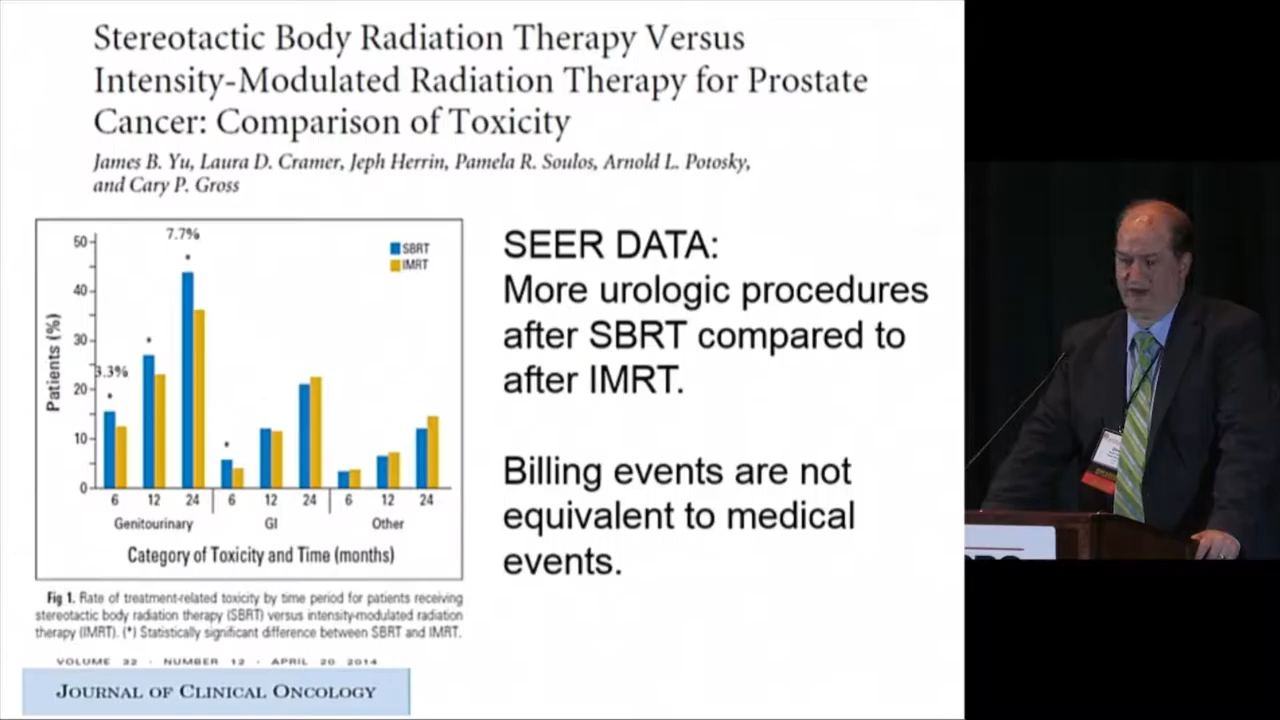 Stereotactic Body Radiation Therapy Versus
Intensity-Modulated Radiation Therapy for Prostate
Cancer: Comparison of Toxicity
James B. Yu, Laura D. Cramer, Jeph Herrin, Pamela R. Soulos, Arnold L. Potosky,
and Cary P. Gross
7.7%
3.3%
SBRT
IMRT
50
40
30
20
10
0
Patients (%)
6 12 24 6 12 24 6 12 24
Genitourinary GI Other
Category of Toxicity and Time (months)
Fig 1. Rate of treatment-related toxicity by time period for patients receiving
stereotactic body radiation therapy (SBRT) versus intensity-modulated radiation
therapy (IMRT). (*) Statistically significant difference between SBRT and IMRT.
VOLUME 32 · NUMBER 12 · APRIL 20 2014
JOURNAL OF CLINICAL ONCOLOGY
SEER DATA:
More urologic procedures
after SBRT compared to
after IMRT.
Billing events are not
equivalent to medical
events.